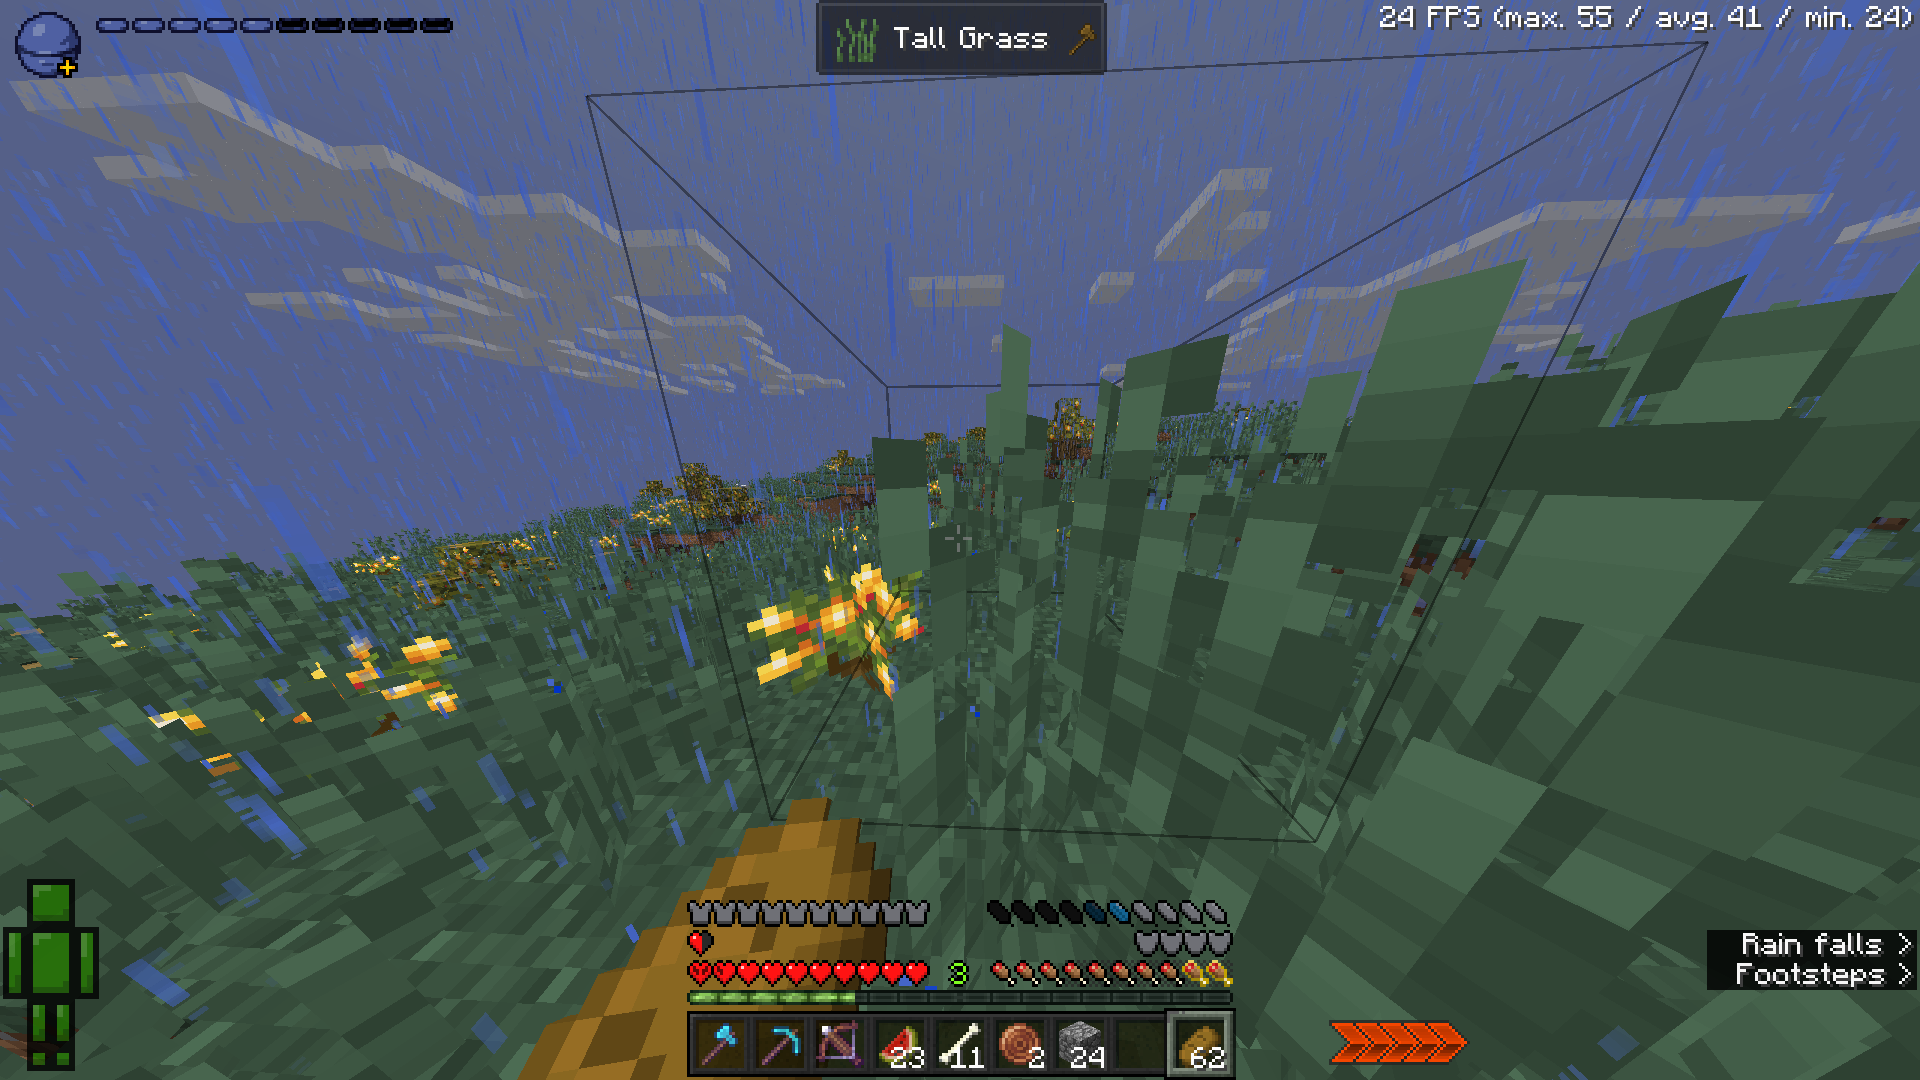 Tall Grass
24 FPS (max. 55 / avg. 41 / min. 24)
Rain falls >
Footsteps >
3
23
11
2
24
62